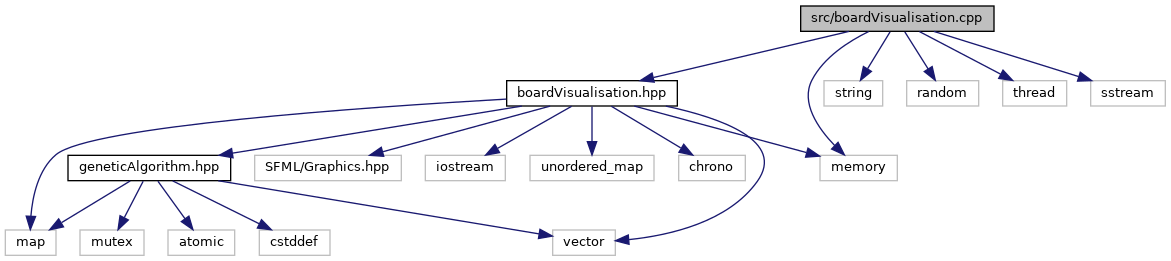 src/boardVisualisation.cpp
boardVisualisation.hpp
string
random
thread
sstream
geneticAlgorithm.hpp
SFML/Graphics.hpp
iostream
unordered_map
chrono
memory
map
mutex
atomic
cstddef
vector